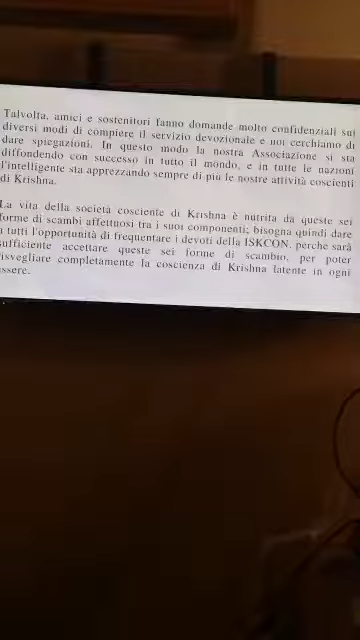 Talvolta, amici e sostenitori fanno domande molto confidenziali sui
diversi modi di compiere il servizio devozionale e noi cerchiamo di
dare spiegazioni. In questo modo la nostra Associazione si sta
diffondendo con successo in tutto il mondo, e in tutte le nazioni
l'intelligente sta apprezzando sempre di più le nostre attività coscienti
di Krishna.
La vita della società cosciente di Krishna è nutrita da queste sei
forme di scambi affettuosi tra i suoi componenti; bisogna quindi dare
a tutti l'opportunità di frequentare i devoti della ISKCON, perché sarà
sufficiente accettare queste sei forme di scambio, per poter
risvegliare completamente la coscienza di Krishna latente in ogni
essere.